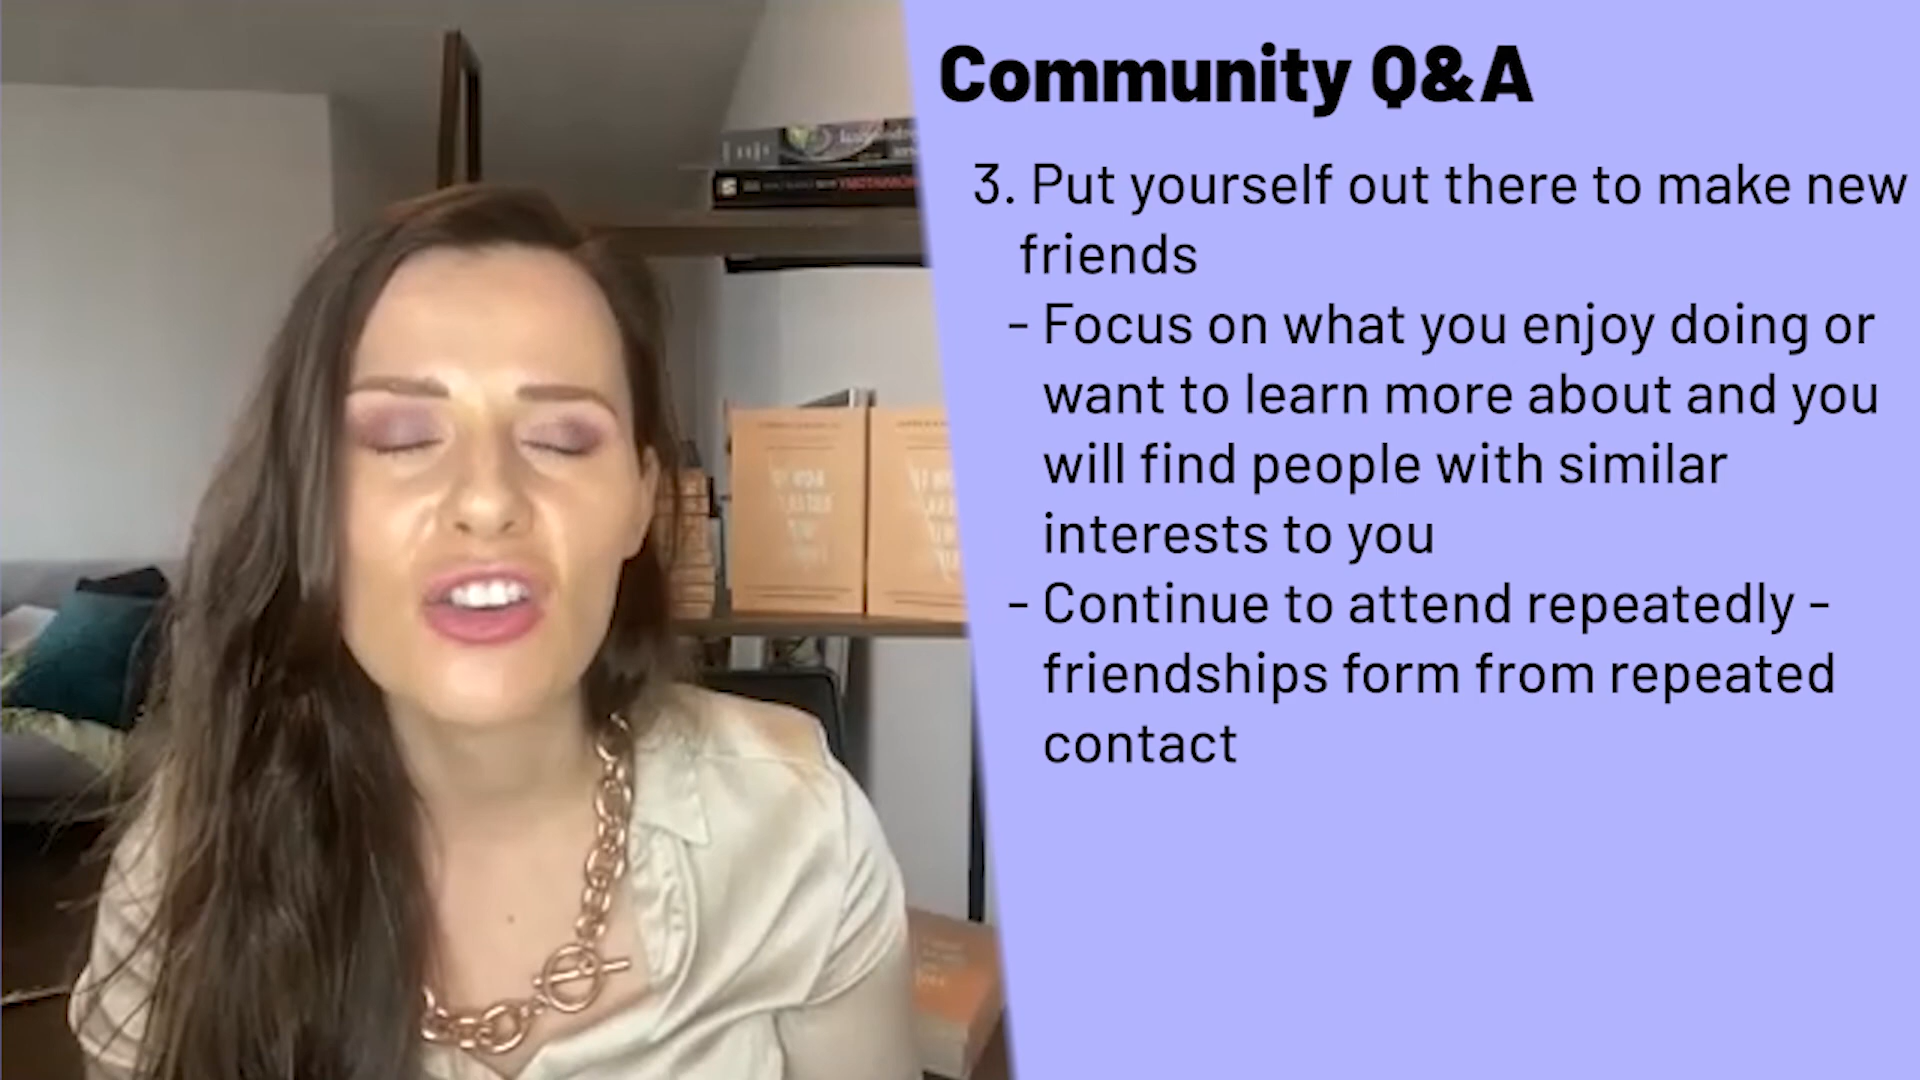 Community Q&A
3. Put yourself out there to make new
friends
- Focus on what you enjoy doing or
want to learn more about and you
will find people with similar
interests to you
- Continue to attend repeatedly -
friendships form from repeated
contact